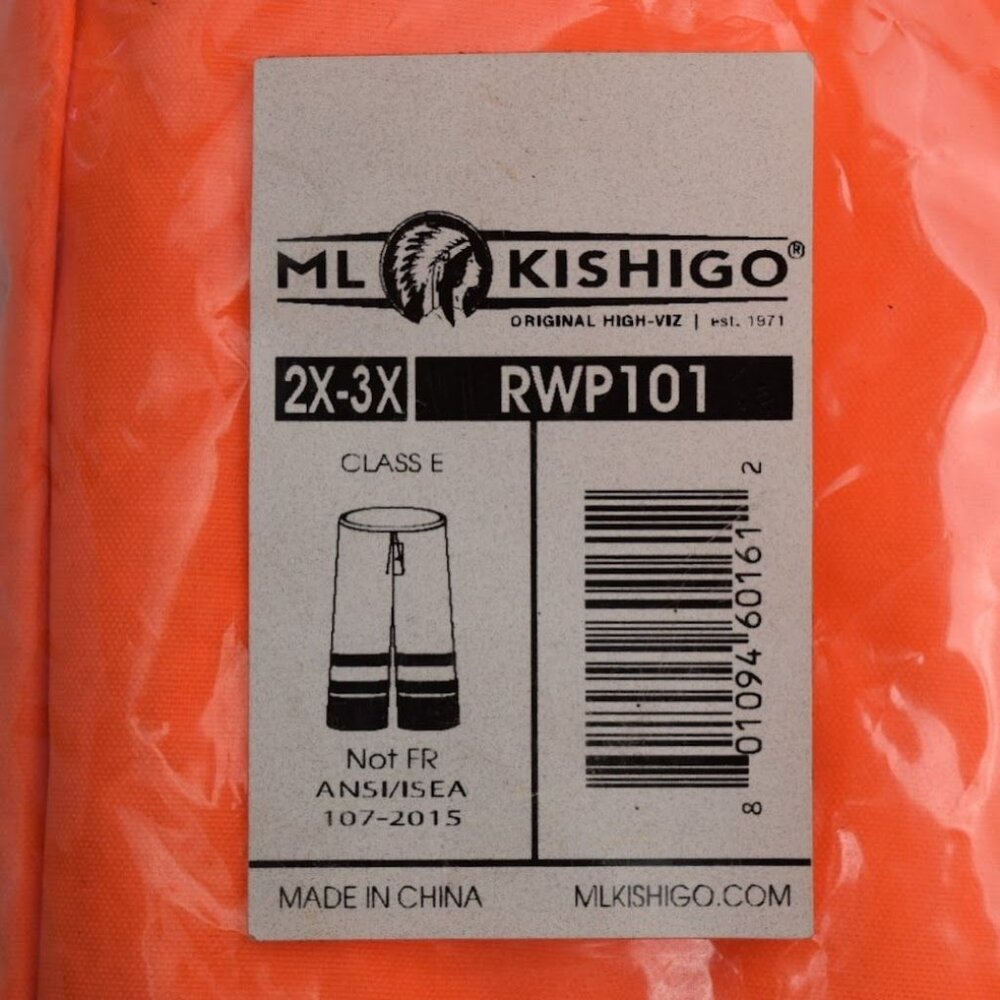 ML KISHIGO®
ORIGINAL HIGH-VIZ | est. 1971
2X-3X RWP101
CLASS E
Not FR
ANSI/ISEA
107-2015
8 01094 60161 2
MADE IN CHINA
MLKISHIGO.COM